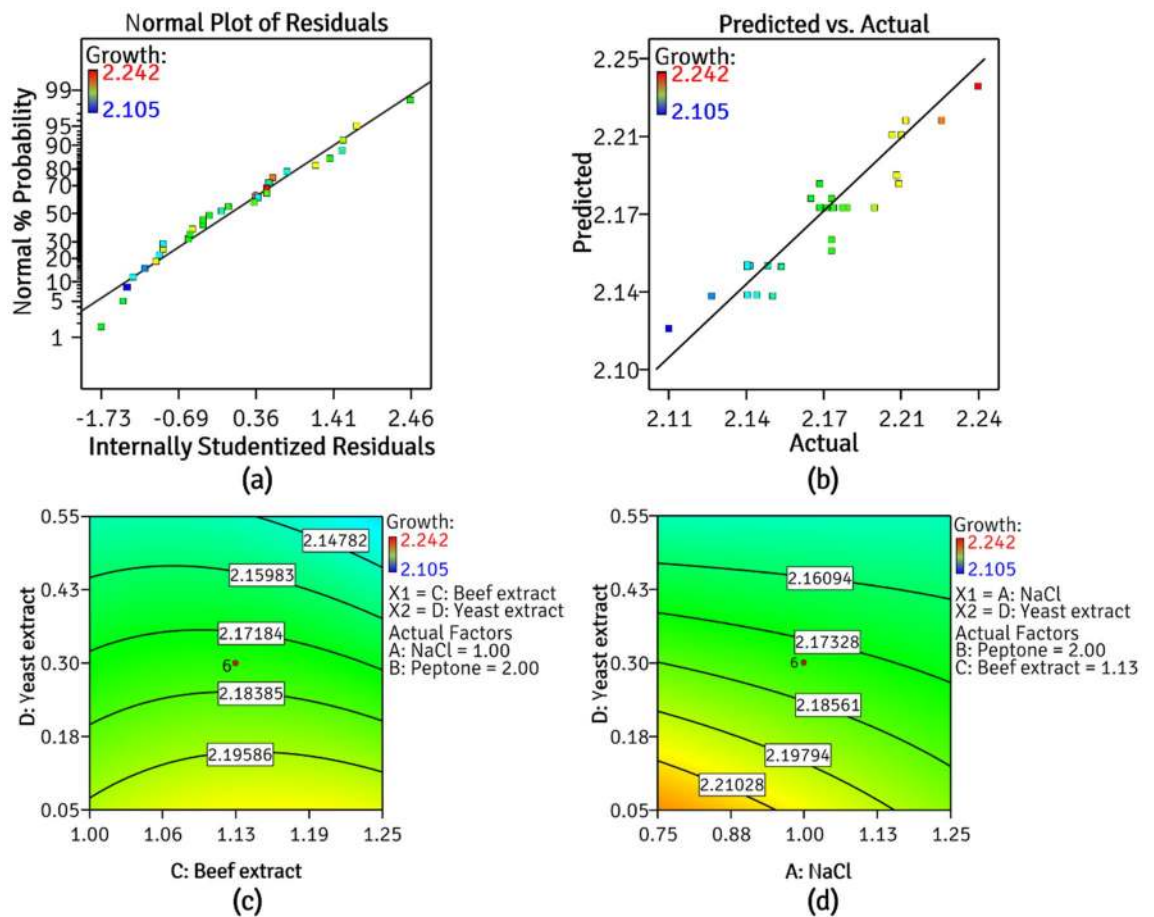 Normal Plot of Residuals
Growth:
2.242
2.105
Normal % Probability
99
95
90
80
70
50
30
20
10
5
1
-1.73 -0.69 0.36 1.41 2.46
Internally Studentized Residuals
(a)
Predicted vs. Actual
Growth:
2.242
2.105
Predicted
2.25
2.21
2.17
2.14
2.10
2.11 2.14 2.17 2.21 2.24
Actual
(b)
D: Yeast extract
0.55
0.43
0.30
0.18
0.05
2.14782
2.15983
2.17184
6
2.18385
2.19586
1.00 1.06 1.13 1.19 1.25
C: Beef extract
(c)
Growth:
2.242
2.105
X1 = C: Beef extract
X2 = D: Yeast extract
Actual Factors
A: NaCl = 1.00
B: Peptone = 2.00
D: Yeast extract
0.55
0.43
0.30
0.18
0.05
2.16094
2.17328
6
2.18561
2.19794
2.21028
0.75 0.88 1.00 1.13 1.25
A: NaCl
(d)
Growth:
2.242
2.105
X1 = A: NaCl
X2 = D: Yeast extract
Actual Factors
B: Peptone = 2.00
C: Beef extract = 1.13